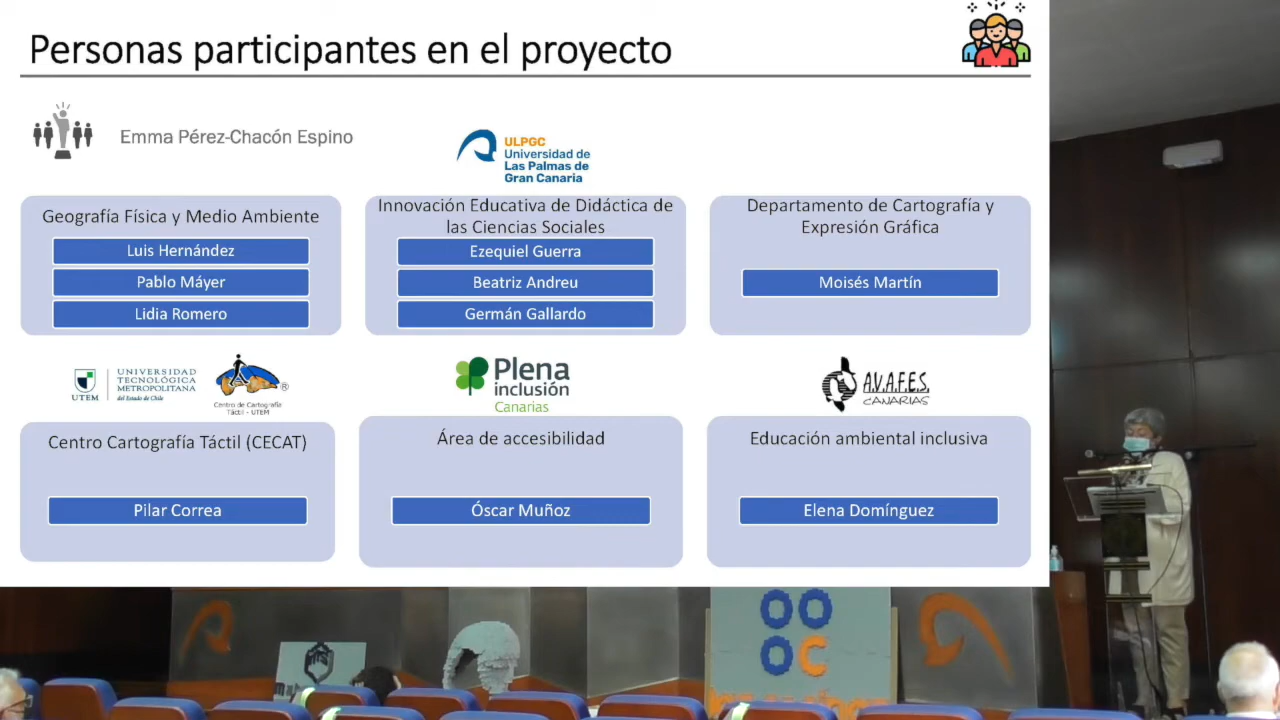 Personas participantes en el proyecto
Emma Pérez-Chacón Espino
ULPGC
Universidad de
Las Palmas de
Gran Canaria
Geografía Física y Medio Ambiente
Luis Hernández
Pablo Máyer
Lidia Romero
Innovación Educativa de Didáctica de
las Ciencias Sociales
Ezequiel Guerra
Beatriz Andreu
Germán Gallardo
Departamento de Cartografía y
Expresión Gráfica
Moisés Martín
UTEM
UNIVERSIDAD
TECNOLÓGICA
METROPOLITANA
del Estado de Chile
Centro de Cartografía
Táctil - UTEM
Centro Cartografía Táctil (CECAT)
Pilar Correa
Plena
inclusión
Canarias
Área de accesibilidad
Óscar Muñoz
A.V.A.F.E.S.
CANARIAS
Educación ambiental inclusiva
Elena Domínguez